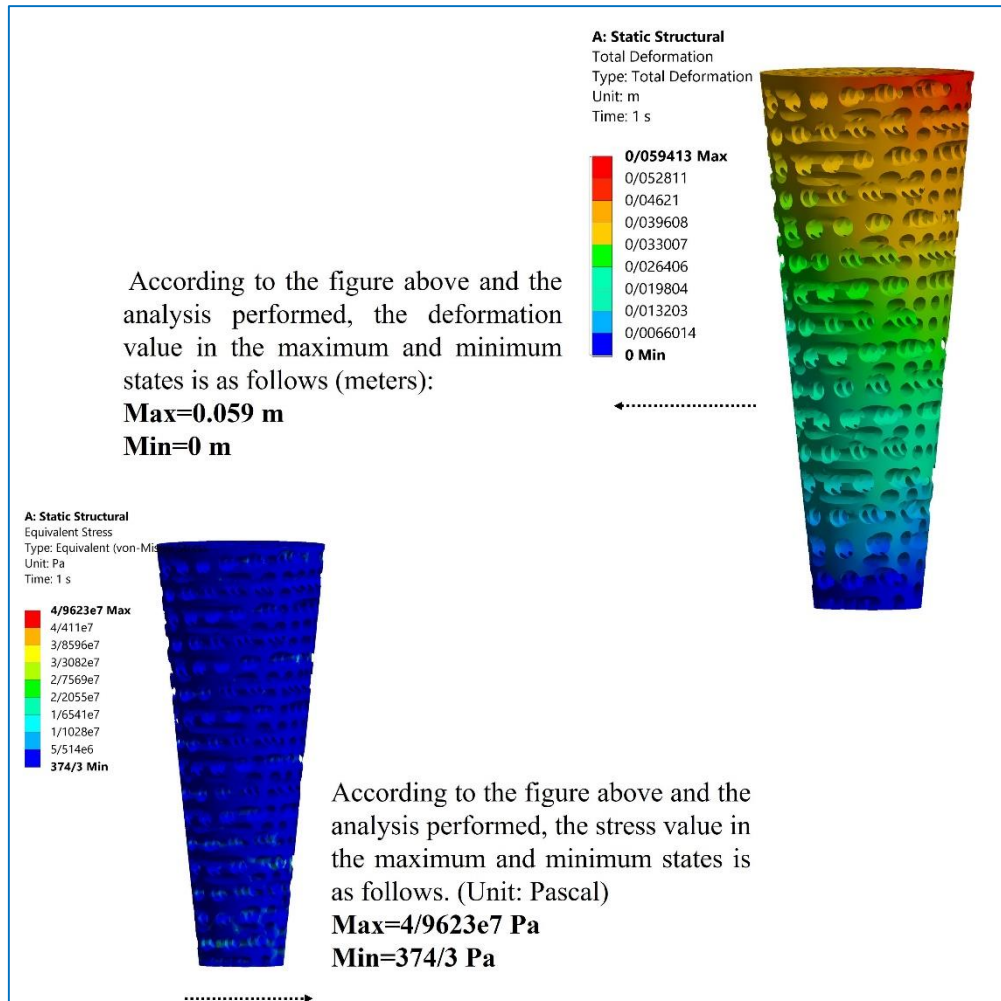 A: Static Structural
Total Deformation
Type: Total Deformation
Unit: m
Time: 1 s
0/059413 Max
0/052811
0/04621
0/039608
0/033007
0/026406
0/019804
0/013203
0/0066014
0 Min
According to the figure above and the
analysis performed, the deformation
value in the maximum and minimum
states is as follows (meters):
Max=0.059 m
Min=0 m
A: Static Structural
Equivalent Stress
Type: Equivalent (von-Mis
Unit: Pa
Time: 1 s
4/9623e7 Max
4/411e7
3/8596e7
3/3082e7
2/7569e7
2/2055e7
1/6541e7
1/1028e7
5/514e6
374/3 Min
According to the figure above and the
analysis performed, the stress value in
the maximum and minimum states is
as follows. (Unit: Pascal)
Max=4/9623e7 Pa
Min=374/3 Pa